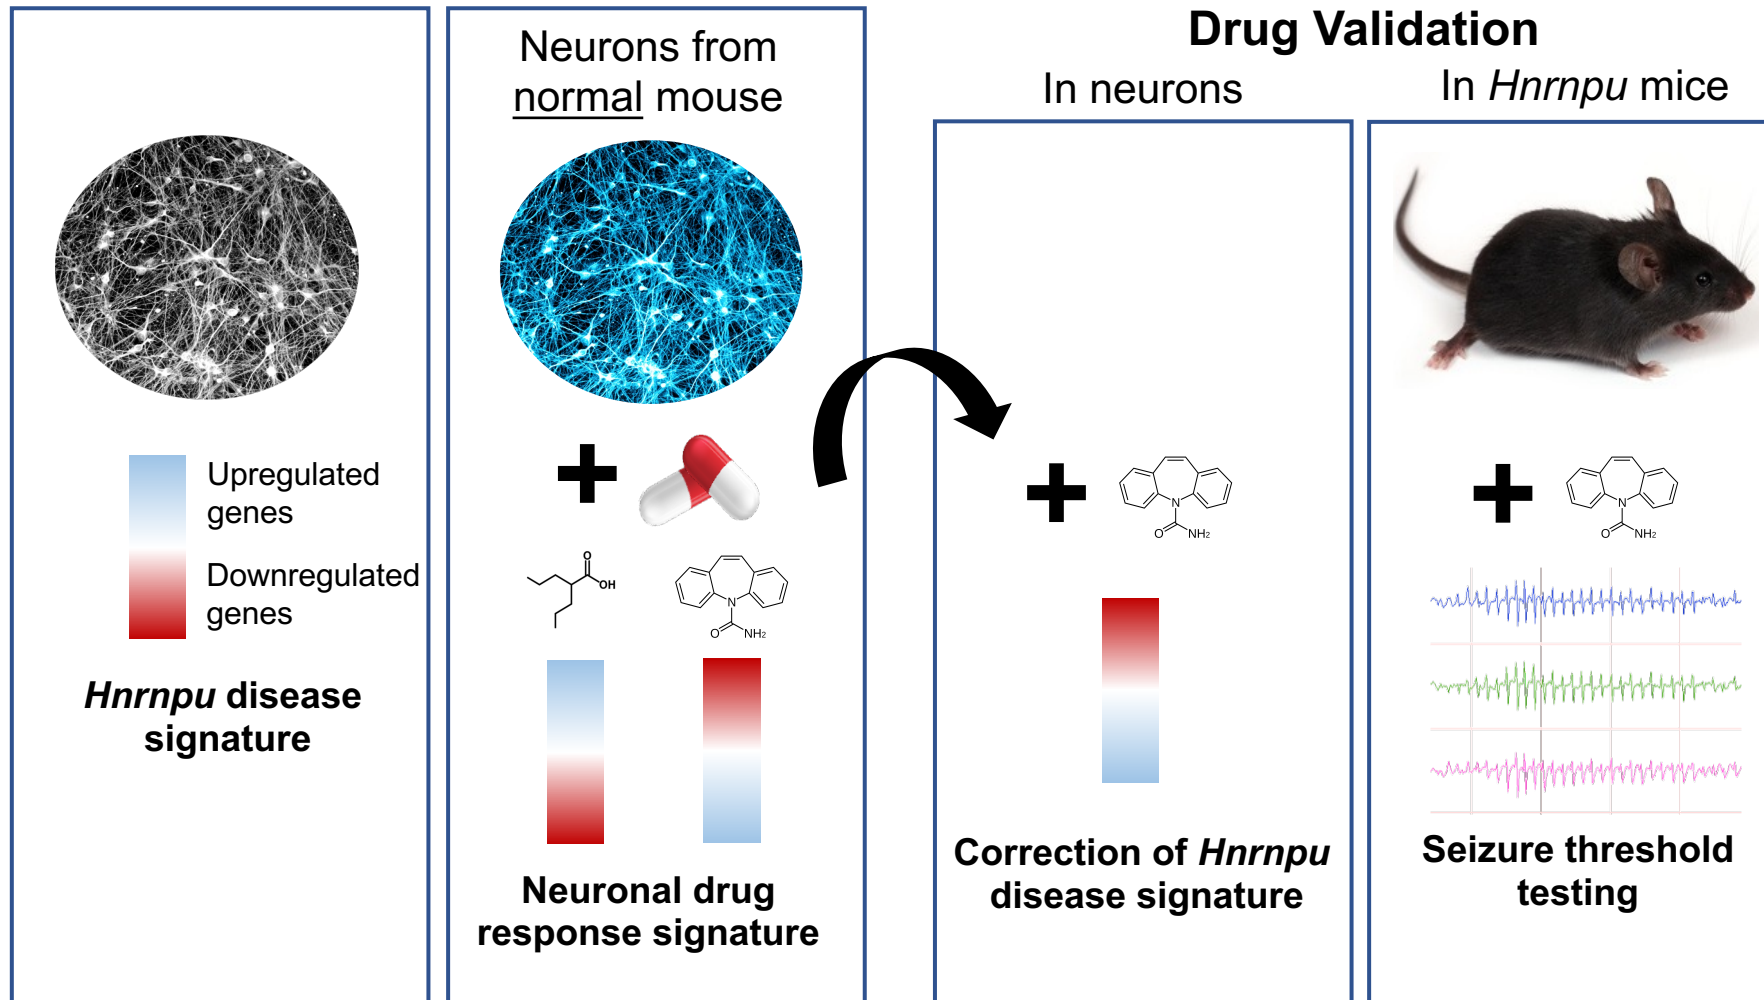 Upregulated
genes
Downregulated
genes
Hnrnpu disease
signature
Neurons from
normal mouse
O
OH
N
O
NH2
Neuronal drug
response signature
Drug Validation
In neurons
N
O
NH2
Correction of Hnrnpu
disease signature
In Hnrnpu mice
N
O
NH2
Seizure threshold
testing